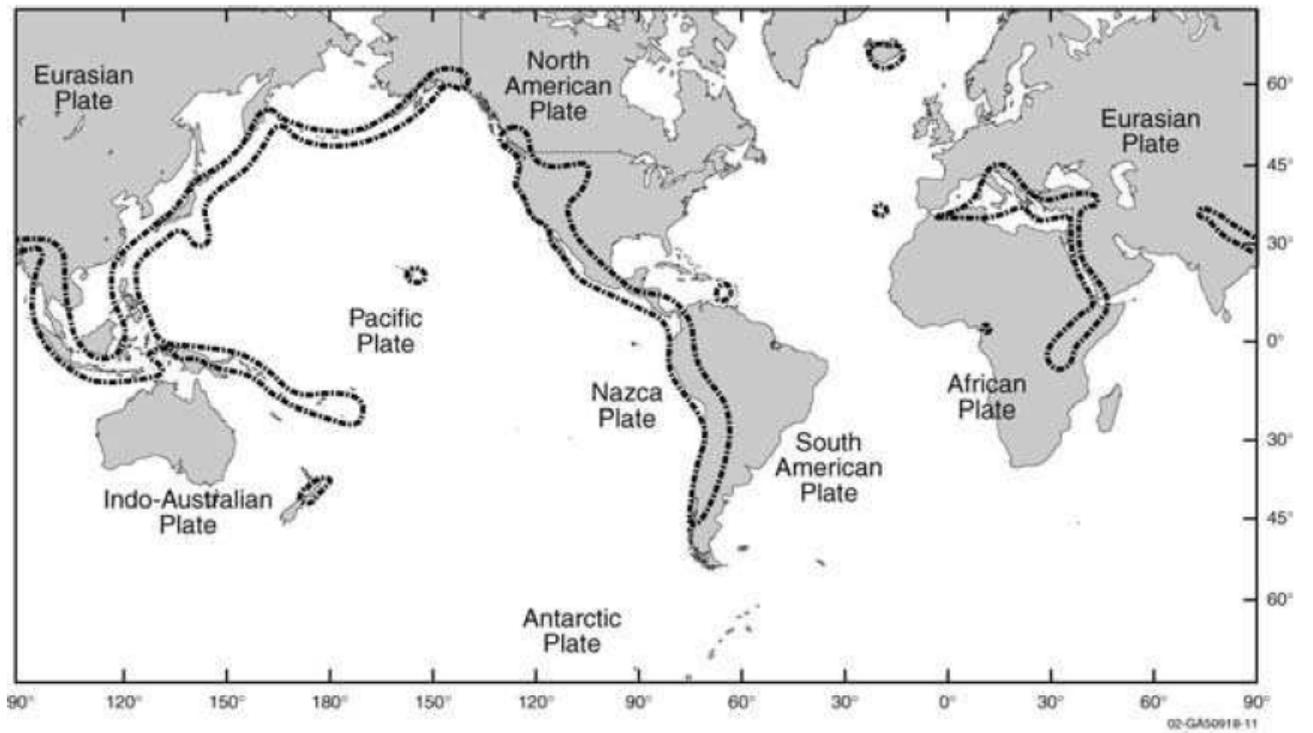 Eurasian
Plate
North
American
Plate
Eurasian
Plate
Pacific
Plate
Nazca
Plate
African
Plate
South
American
Plate
Indo-Australian
Plate
Antarctic
Plate
60°
45°
30°
0°
30°
45°
60°
90°
120°
150°
180°
150°
120°
90°
60°
30°
0°
30°
60°
90°
02-GA50918-11